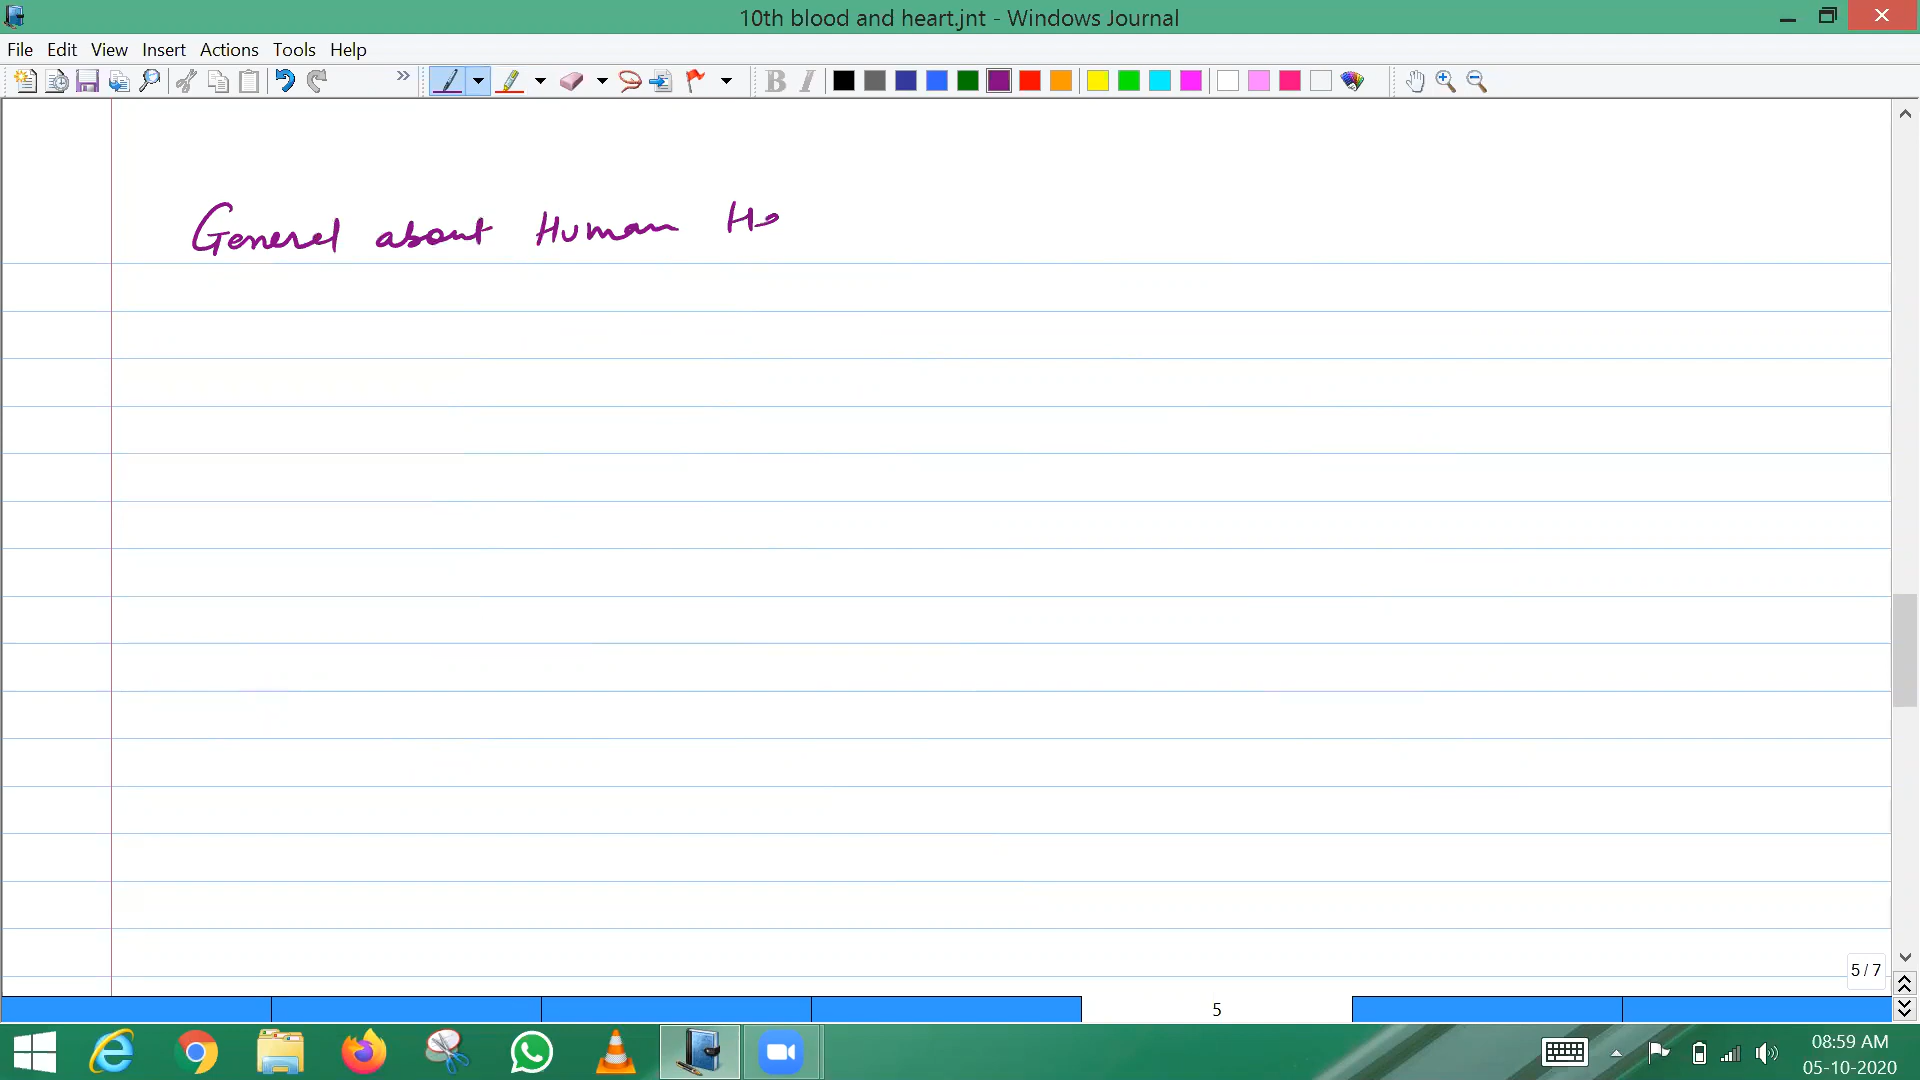 10th blood and heart.jnt - Windows Journal
File Edit View Insert Actions Tools Help
B I
General about Human He
5 / 7
5
08:59 AM
05-10-2020